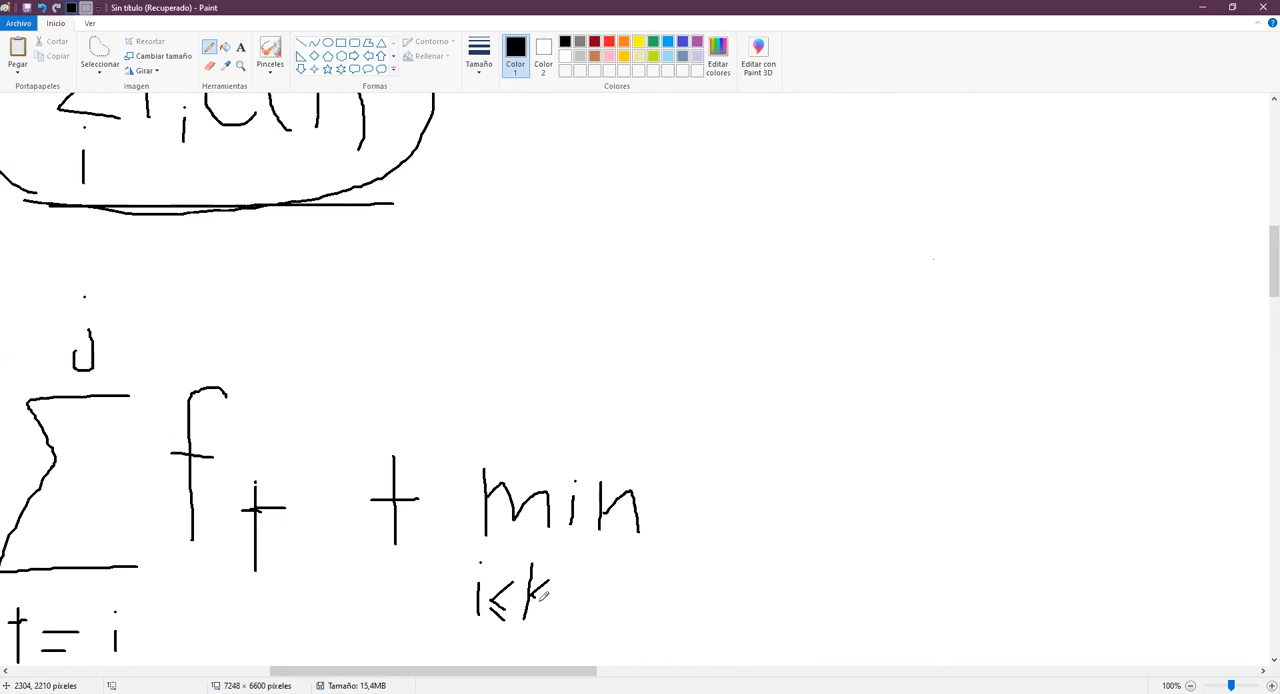 Sin título (Recuperado) - Paint
Archivo Inicio Ver
Pegar Cortar Copiar Seleccionar Recortar Cambiar tamaño Girar A Pinceles Contorno Rellenar Tamaño Color 1 Color 2 Editar colores Editar con Paint 3D
Portapapeles Imagen Herramientas Formas Colores
i
j
∑ f t + min
i≤k
t = i
2304, 2210 píxeles 7248 × 6600 píxeles Tamaño: 15,4MB 100%